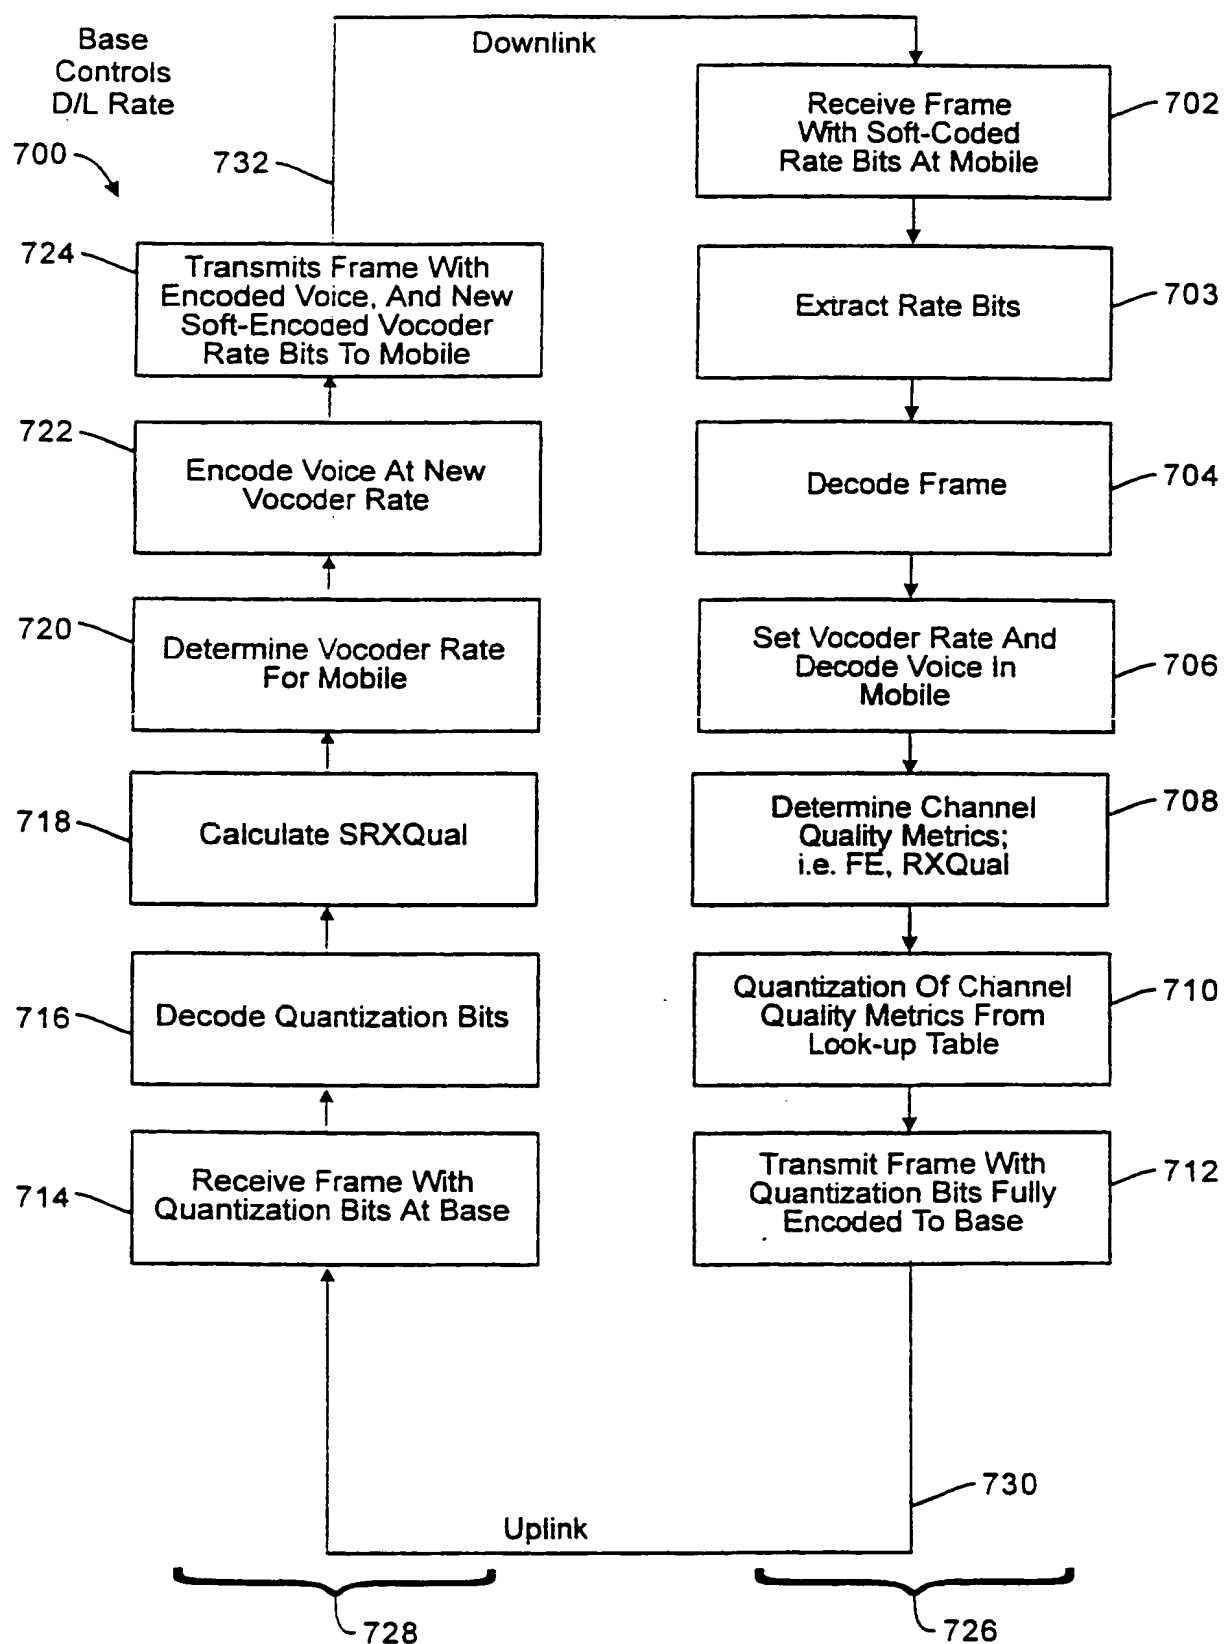 Base
Controls
D/L Rate
700
732
Downlink
724
Transmits Frame With
Encoded Voice, And New
Soft-Encoded Vocoder
Rate Bits To Mobile
722
Encode Voice At New
Vocoder Rate
720
Determine Vocoder Rate
For Mobile
718
Calculate SRXQual
716
Decode Quantization Bits
714
Receive Frame With
Quantization Bits At Base
Receive Frame
With Soft-Coded
Rate Bits At Mobile
702
Extract Rate Bits
703
Decode Frame
704
Set Vocoder Rate And
Decode Voice In
Mobile
706
Determine Channel
Quality Metrics;
i.e. FE, RXQual
708
Quantization Of Channel
Quality Metrics From
Look-up Table
710
Transmit Frame With
Quantization Bits Fully
Encoded To Base
712
730
Uplink
728
726